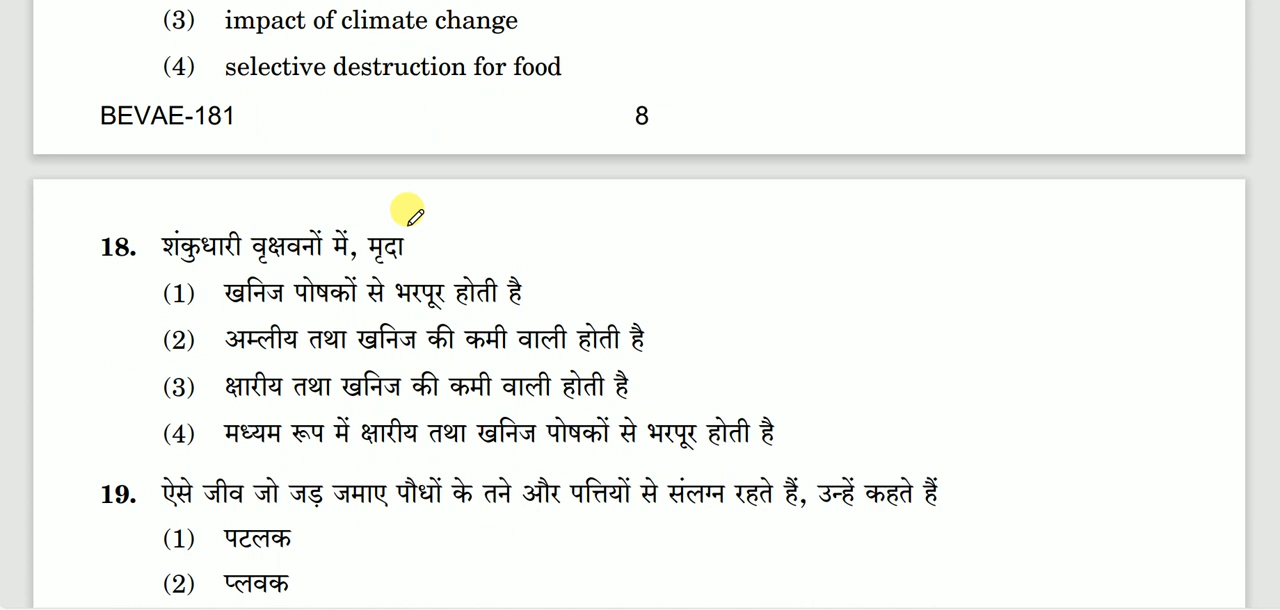 (3) impact of climate change
(4) selective destruction for food
BEVAE-181 8
18. शंकुधारी वृक्षवनों में, मृदा
(1) खनिज पोषकों से भरपूर होती है
(2) अम्लीय तथा खनिज की कमी वाली होती है
(3) क्षारीय तथा खनिज की कमी वाली होती है
(4) मध्यम रूप में क्षारीय तथा खनिज पोषकों से भरपूर होती है
19. ऐसे जीव जो जड़ जमाए पौधों के तने और पत्तियों से संलग्न रहते हैं, उन्हें कहते हैं
(1) पटलक
(2) प्लवक